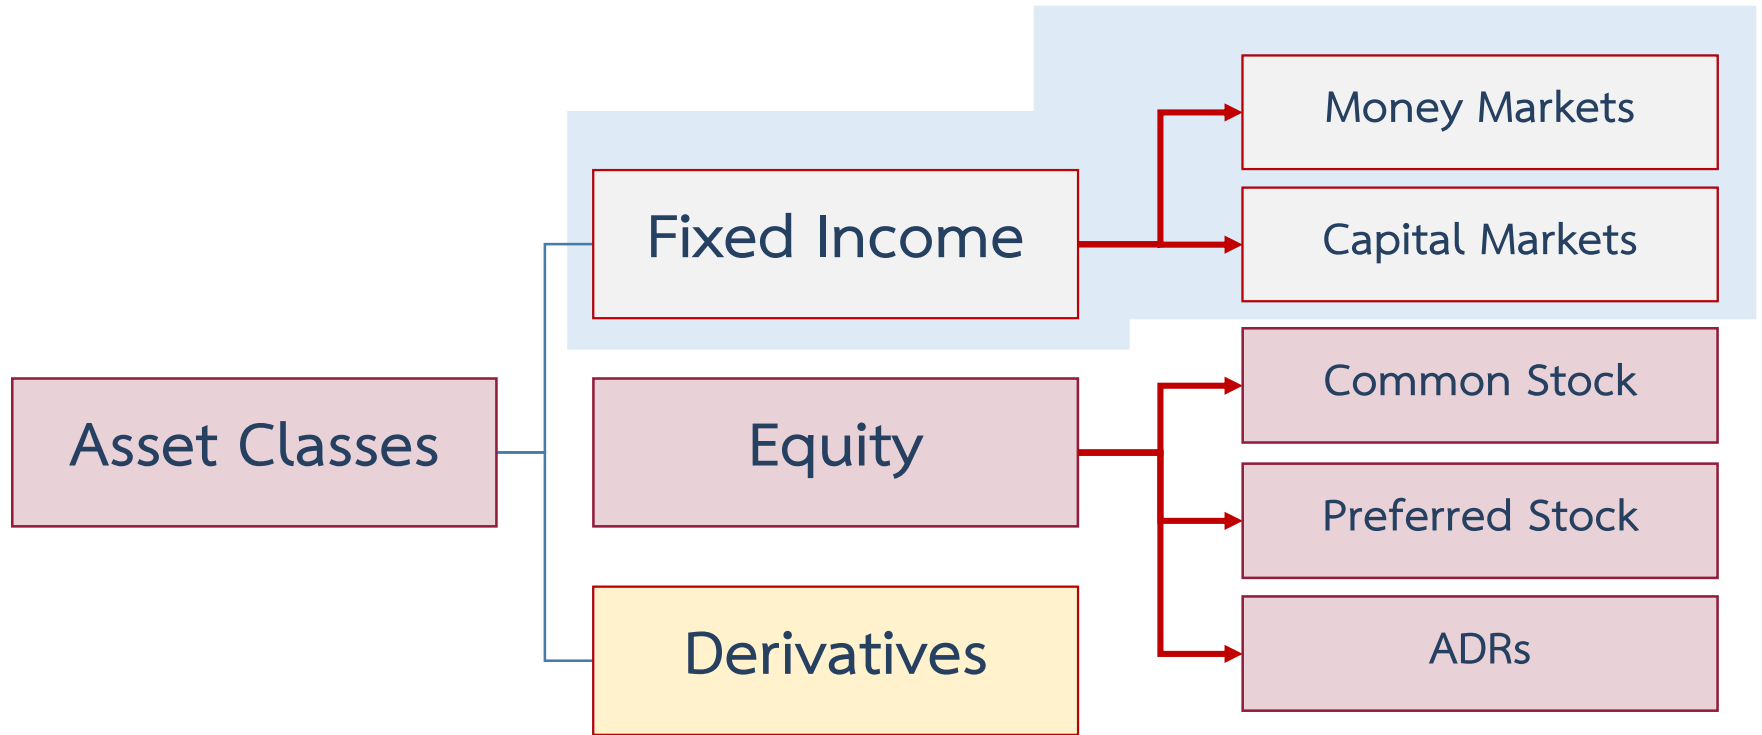 Asset Classes
Fixed Income
Money Markets
Capital Markets
Equity
Common Stock
Preferred Stock
ADRs
Derivatives